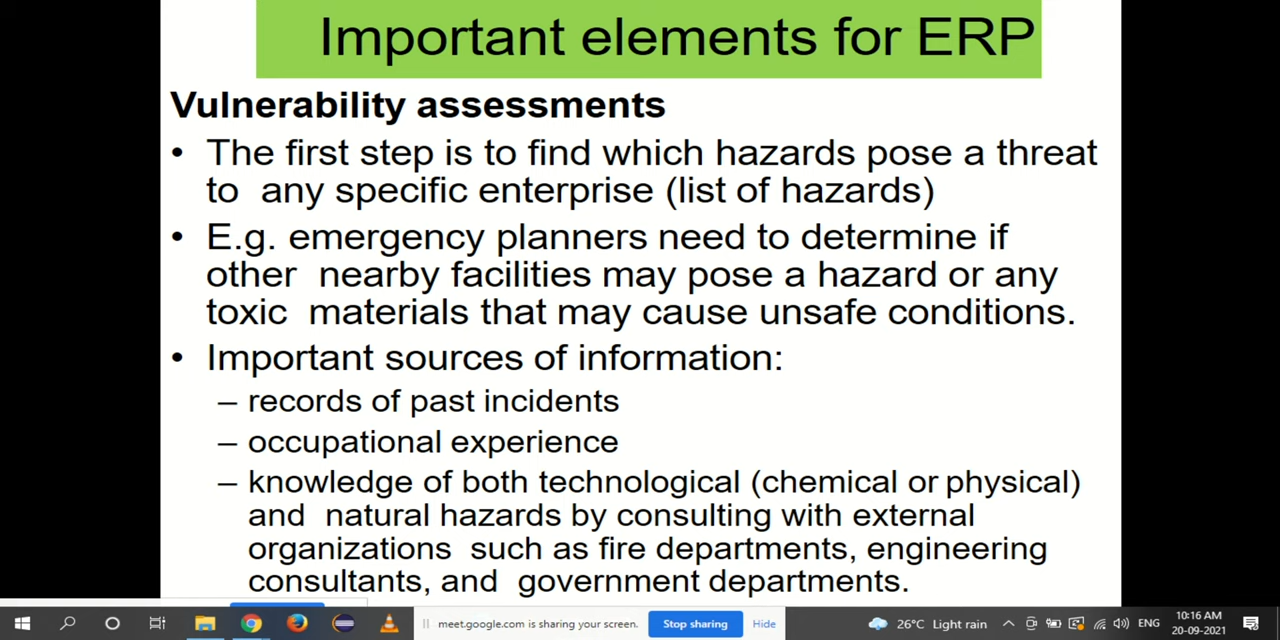 Important elements for ERP
Vulnerability assessments
• The first step is to find which hazards pose a threat
to any specific enterprise (list of hazards)
• E.g. emergency planners need to determine if
other nearby facilities may pose a hazard or any
toxic materials that may cause unsafe conditions.
• Important sources of information:
– records of past incidents
– occupational experience
– knowledge of both technological (chemical or physical)
and natural hazards by consulting with external
organizations such as fire departments, engineering
consultants, and government departments.
meet.google.com is sharing your screen.
Stop sharing
Hide
26°C Light rain
ENG
10:16 AM
20-09-2021